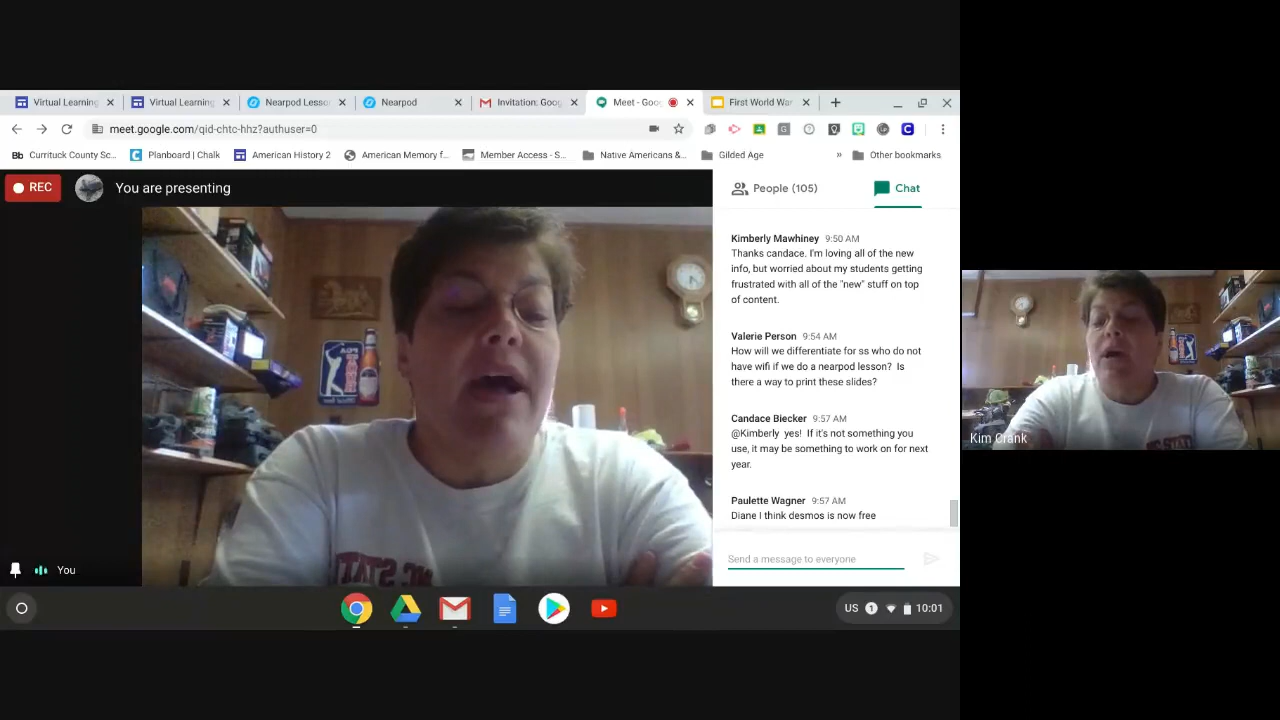 Virtual Learning
Virtual Learning
Nearpod Lesso
Nearpod
Invitation: Goog
Meet - Goo
First World War
meet.google.com/qid-chtc-hhz?authuser=0
Bb Currituck County Sc...
Planboard | Chalk
American History 2
American Memory f...
Member Access - S...
Native Americans &...
Gilded Age
»
Other bookmarks
REC
You are presenting
People (105)
Chat
Kimberly Mawhiney 9:50 AM
Thanks candace. I'm loving all of the new
info, but worried about my students getting
frustrated with all of the "new" stuff on top
of content.
Valerie Person 9:54 AM
How will we differentiate for ss who do not
have wifi if we do a nearpod lesson? Is
there a way to print these slides?
Candace Biecker 9:57 AM
@Kimberly yes! If it's not something you
use, it may be something to work on for next
year.
Paulette Wagner 9:57 AM
Diane I think desmos is now free
Send a message to everyone
You
Kim Crank
US 1 10:01